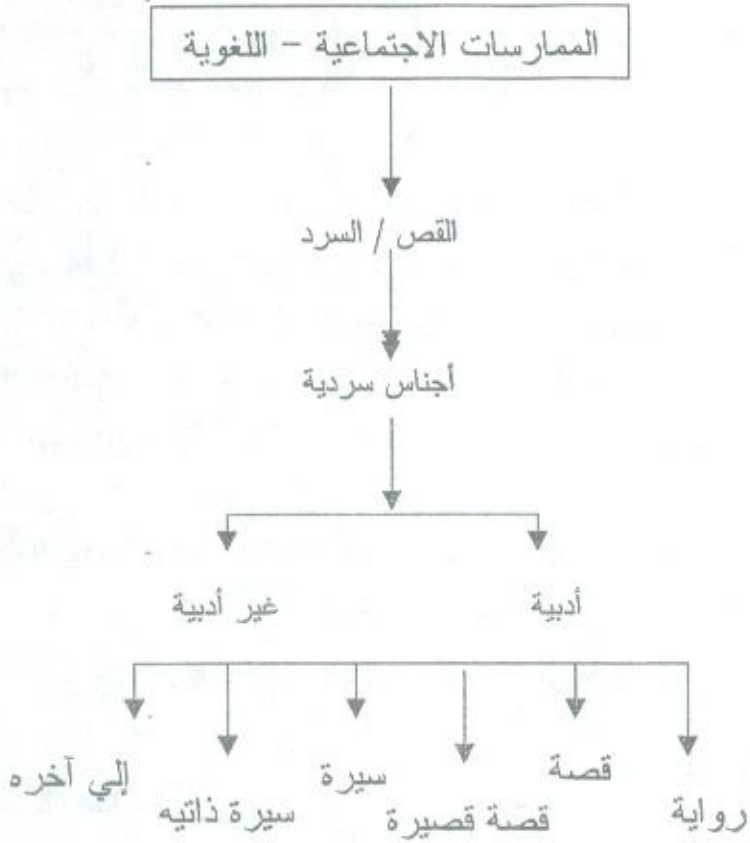 الممارسات الاجتماعية – اللغوية
القص / السرد
أجناس سردية
أدبية
غير أدبية
رواية
قصة
قصة قصيرة
سيرة
سيرة ذاتيه
إلي آخره